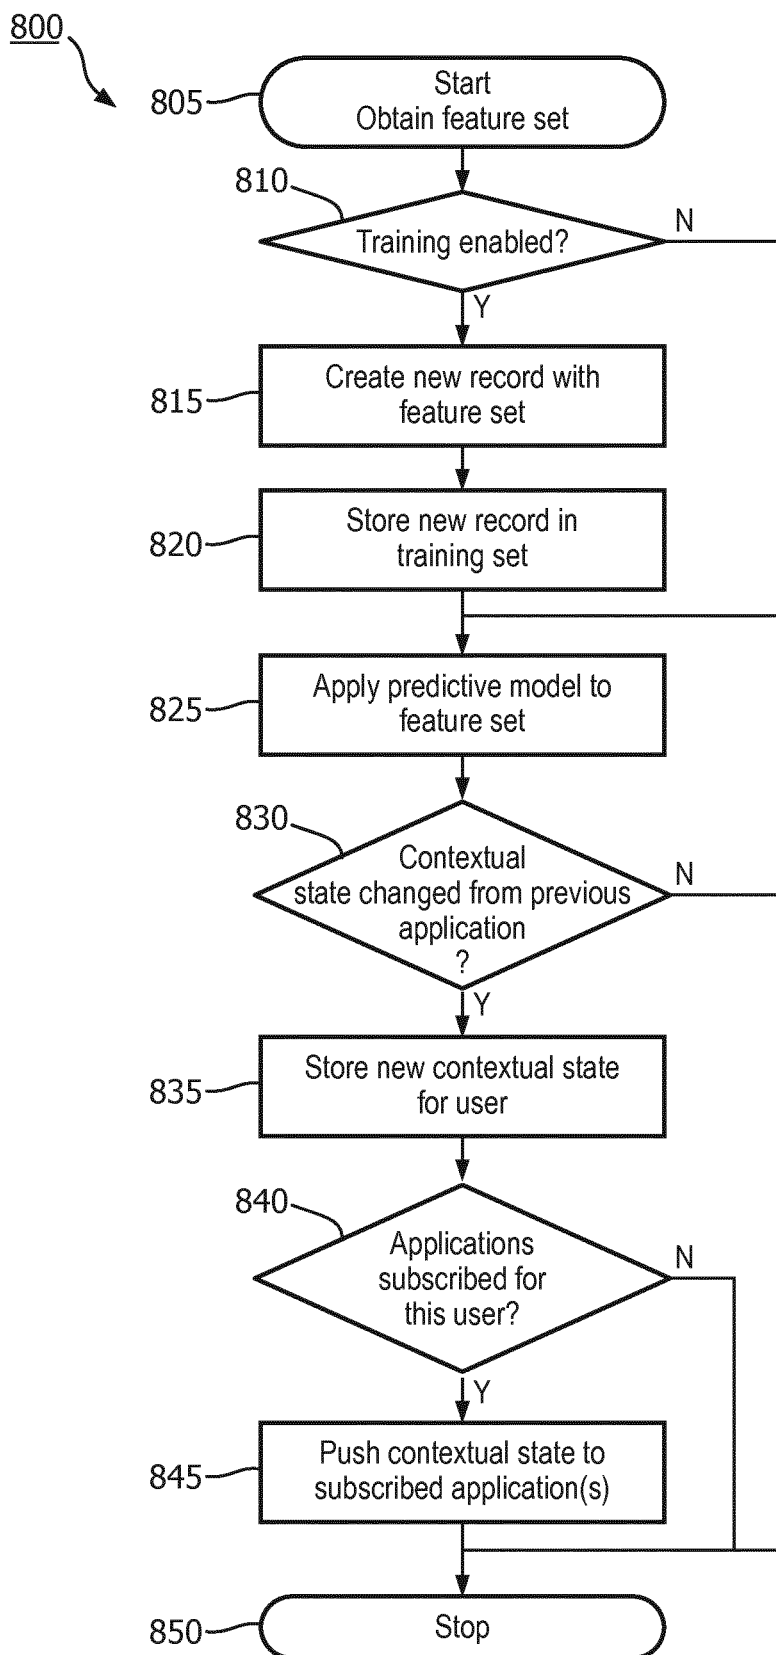 800
805
Start
Obtain feature set
810
Training enabled?
N
Y
815
Create new record with
feature set
820
Store new record in
training set
825
Apply predictive model to
feature set
830
Contextual
state changed from previous
application
?
N
Y
835
Store new contextual state
for user
840
Applications
subscribed for
this user?
N
Y
845
Push contextual state to
subscribed application(s)
850
Stop